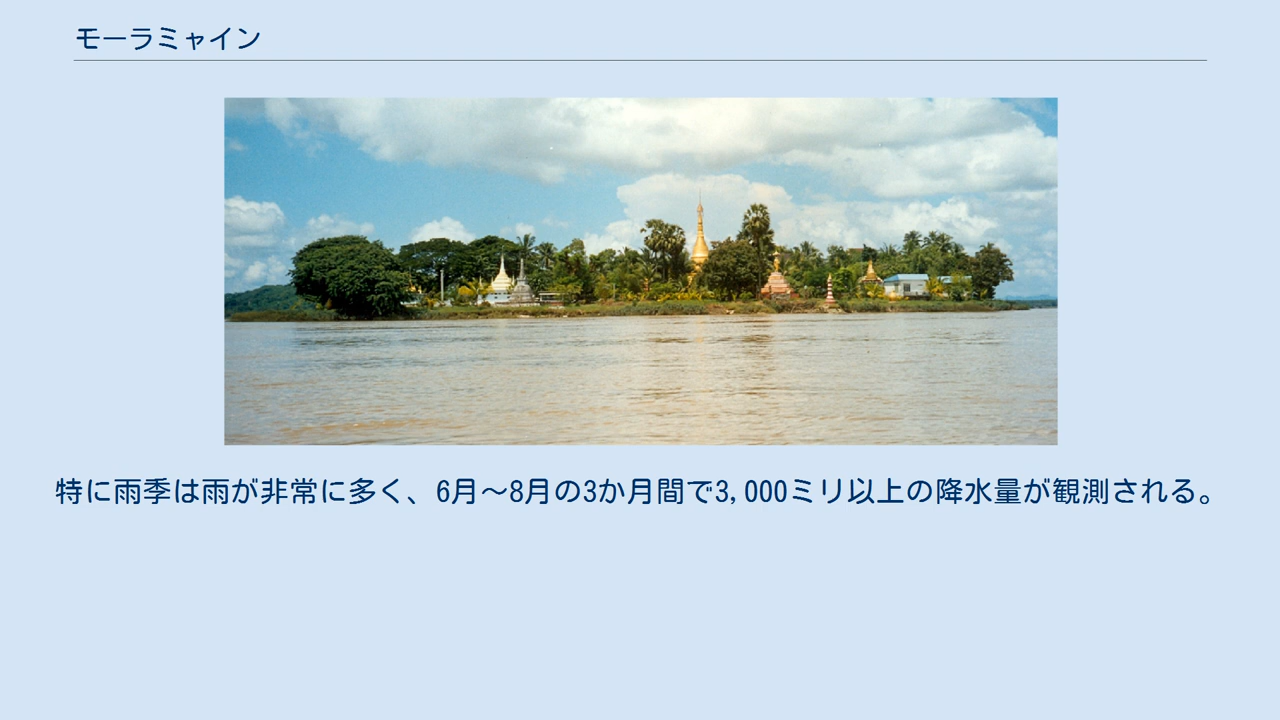 モーラミャイン
特に雨季は雨が非常に多く、6月～8月の3か月間で3,000ミリ以上の降水量が観測される。